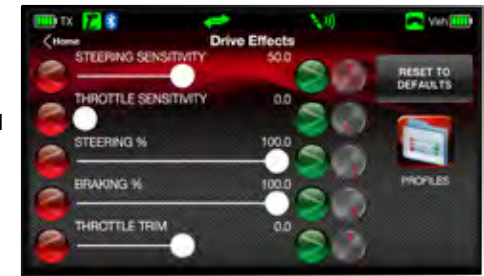 TX Veh
Home Drive Effects
STEERING SENSITIVITY 50.0
RESET TO
DEFAULTS
THROTTLE SENSITIVITY 0.0
STEERING % 100.0
PROFILES
BRAKING % 100.0
THROTTLE TRIM 0.0